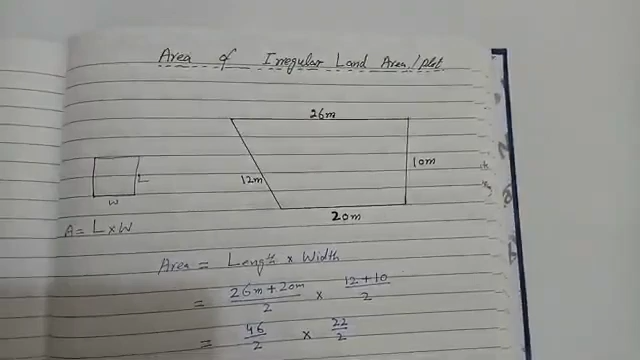 Area of Irregular Land Area/plot
26m
12m
10m
20m
L
W
A = L x W
Area = Length x Width
= 26m + 20m / 2 x 12 + 10 / 2
= 46 / 2 x 22 / 2